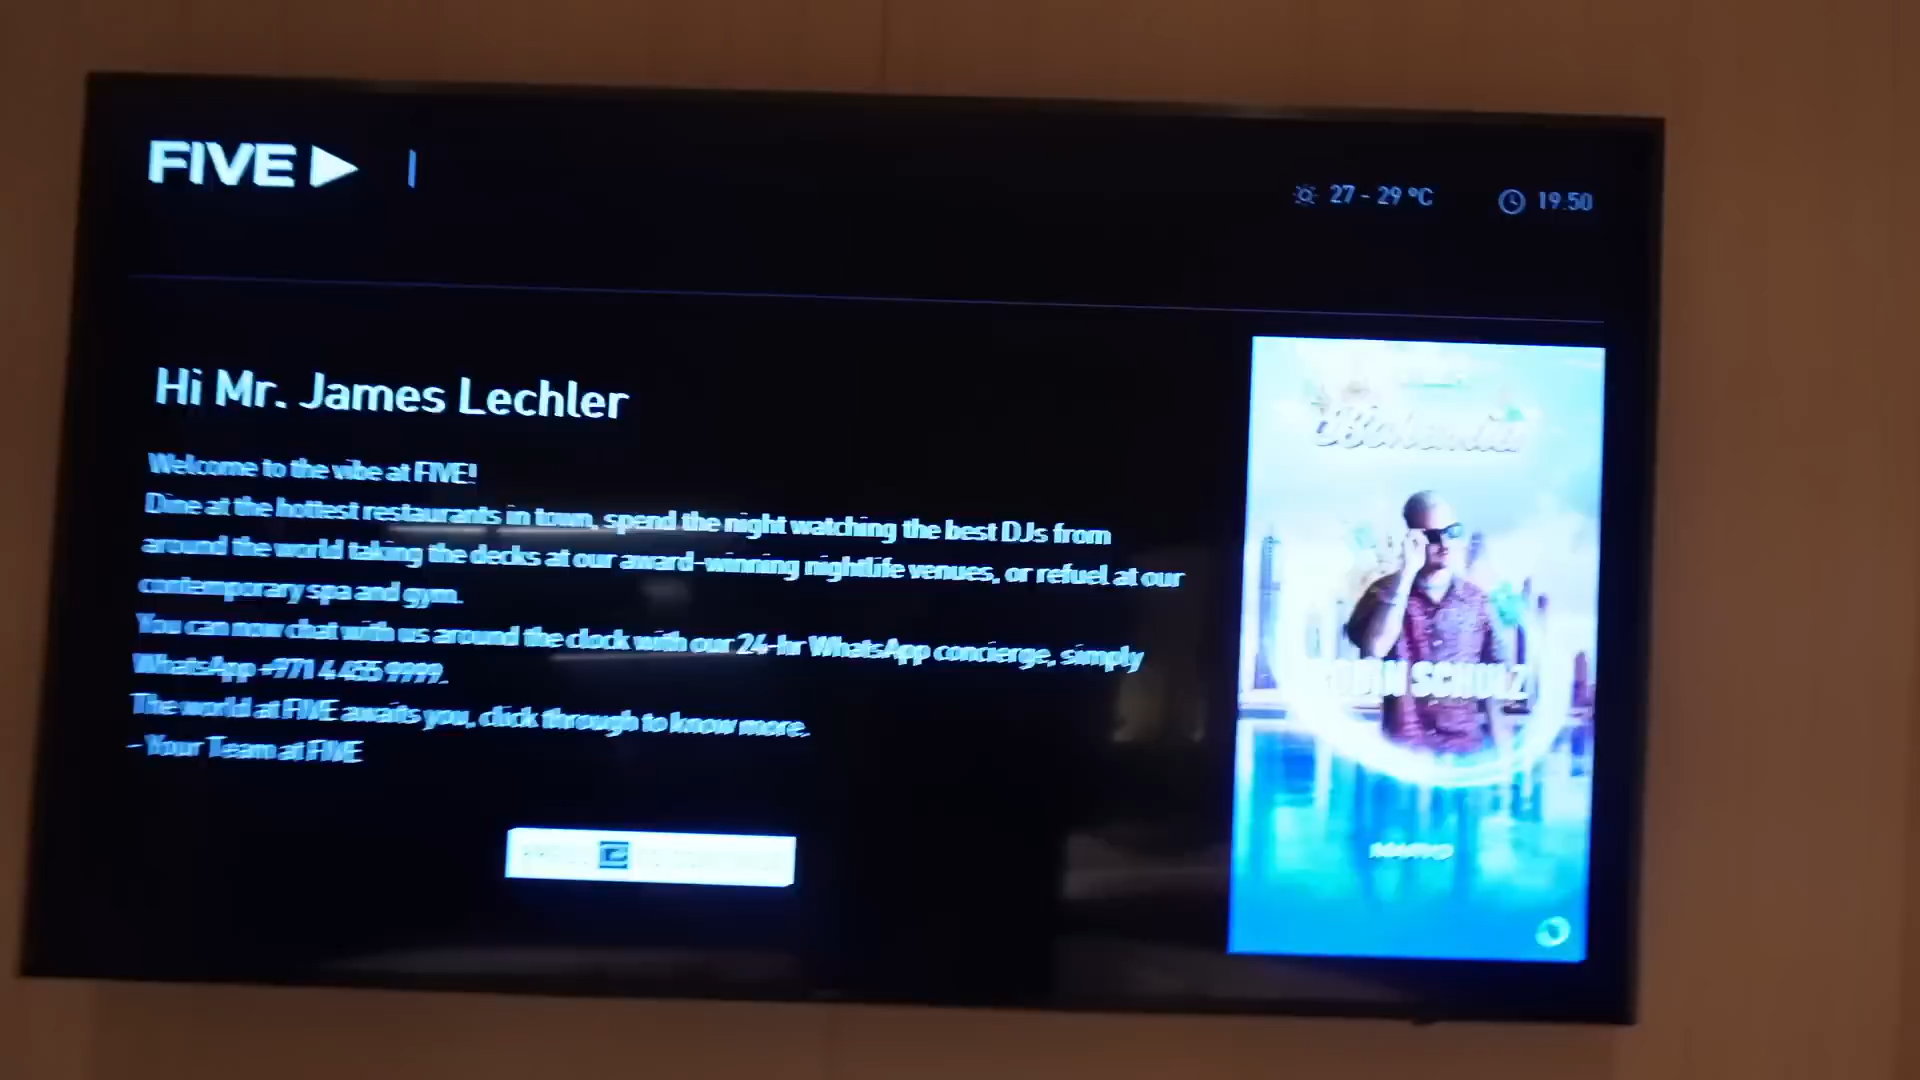 FIVE
27 - 29 °C
19:50
Hi Mr. James Lechler
Welcome to the vibe at FIVE!
Dine at the hottest restaurants in town, spend the night watching the best DJs from
around the world taking the decks at our award-winning nightlife venues, or refuel at our
contemporary spa and gym.
You can now chat with us around the clock with our 24-hr WhatsApp concierge, simply
WhatsApp +971 4 455 9999.
The world at FIVE awaits you, click through to know more.
- Your Team at FIVE
Bohemia
ROBIN SCHULZ